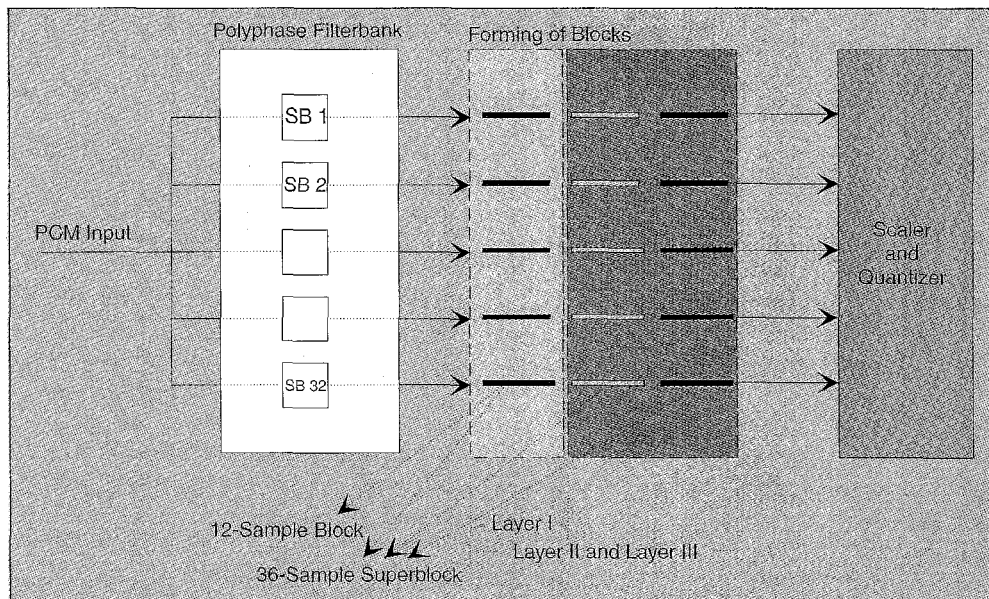 Polyphase Filterbank
Forming of Blocks
SB 1
SB 2
PCM Input
Scaler
and
Quantizer
SB 32
12-Sample Block
Layer I
Layer II and Layer III
36-Sample Superblock